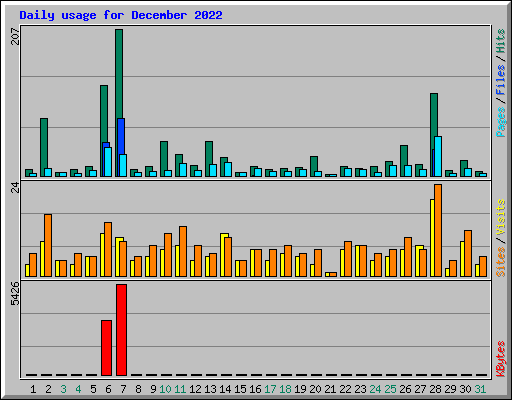 Daily usage for December 2022
207
24
5426
Pages / Files / Hits
Sites / Visits
KBytes
1 2 3 4 5 6 7 8 9 10 11 12 13 14 15 16 17 18 19 20 21 22 23 24 25 26 27 28 29 30 31